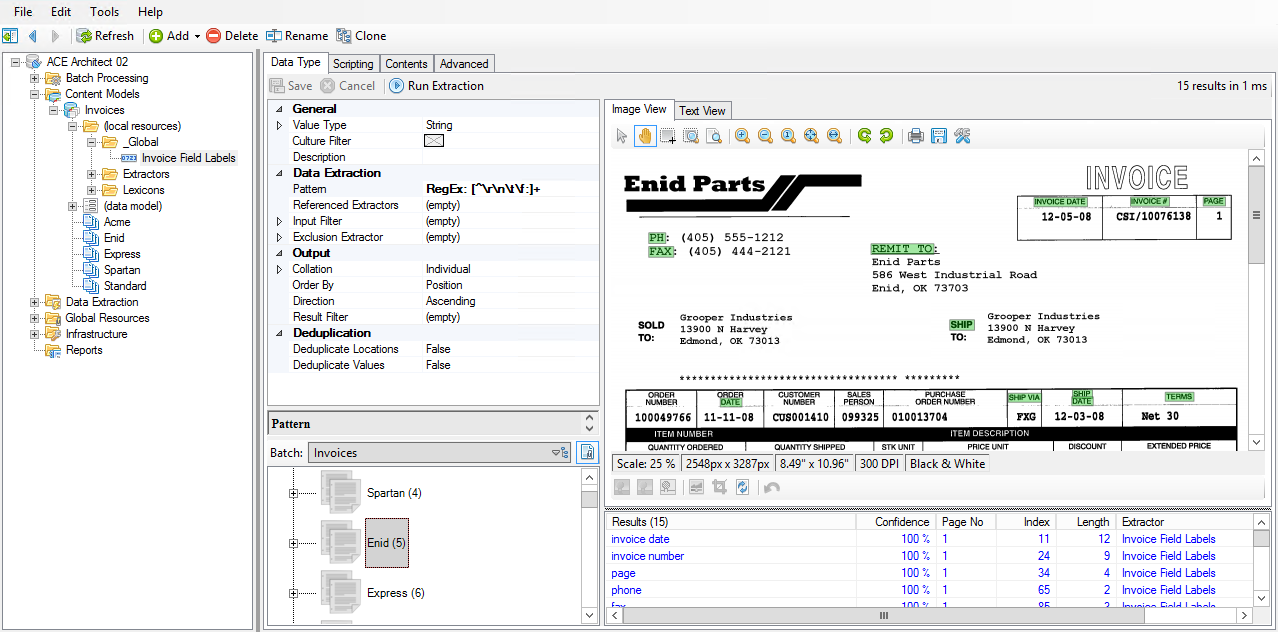 File Edit Tools Help
Refresh Add Delete Rename Clone
ACE Architect 02
Batch Processing
Content Models
Invoices
(local resources)
_Global
Invoice Field Labels
Extractors
Lexicons
(data model)
Acme
Enid
Express
Spartan
Standard
Data Extraction
Global Resources
Infrastructure
Reports
Data Type Scripting Contents Advanced
Save Cancel Run Extraction 15 results in 1 ms
General
Value Type String
Culture Filter
Description
Data Extraction
Pattern RegEx: [^\r\n\t\f:]+
Referenced Extractors (empty)
Input Filter (empty)
Exclusion Extractor (empty)
Output
Collation Individual
Order By Position
Direction Ascending
Result Filter (empty)
Deduplication
Deduplicate Locations False
Deduplicate Values False
Pattern
Batch: Invoices
Spartan (4)
Enid (5)
Express (6)
Image View Text View
Enid Parts
INVOICE
INVOICE DATE INVOICE # PAGE
12-05-08 CSI/10076138 1
PH: (405) 555-1212
FAX: (405) 444-2121
REMIT TO:
Enid Parts
586 West Industrial Road
Enid, OK 73703
SOLD TO:
Grooper Industries
13900 N Harvey
Edmond, OK 73013
SHIP TO:
Grooper Industries
13900 N Harvey
Edmond, OK 73013
********************************** *********
ORDER NUMBER ORDER DATE CUSTOMER NUMBER SALES PERSON PURCHASE ORDER NUMBER SHIP VIA SHIP DATE TERMS
100049766 11-11-08 CUS001410 099325 010013704 FXG 12-03-08 Net 30
ITEM NUMBER ITEM DESCRIPTION
QUANTITY ORDERED QUANTITY SHIPPED STK UNIT PRICE UNIT DISCOUNT EXTENDED PRICE
Scale: 25 % 2548px x 3287px 8.49" x 10.96" 300 DPI Black & White
Results (15) Confidence Page No Index Length Extractor
invoice date 100 % 1 11 12 Invoice Field Labels
invoice number 100 % 1 24 9 Invoice Field Labels
page 100 % 1 34 4 Invoice Field Labels
phone 100 % 1 65 2 Invoice Field Labels
fax 100 % 1 85 3 Invoice Field Labels